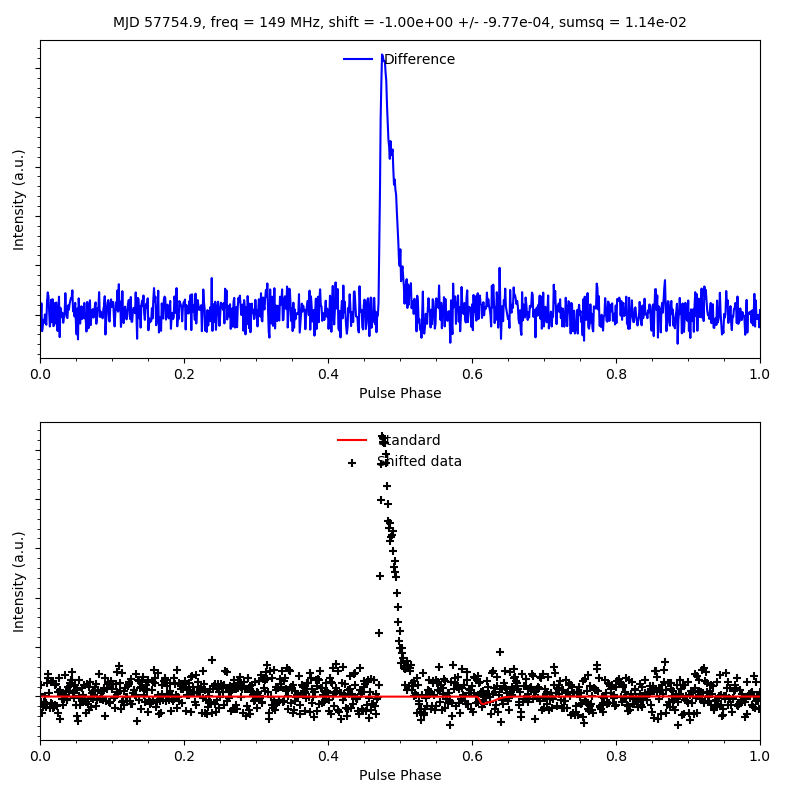 MJD 57754.9, freq = 149 MHz, shift = -1.00e+00 +/- -9.77e-04, sumsq = 1.14e-02
Difference
Intensity (a.u.)
0.0 0.2 0.4 0.6 0.8 1.0
Pulse Phase
Standard
Shifted data
Intensity (a.u.)
0.0 0.2 0.4 0.6 0.8 1.0
Pulse Phase